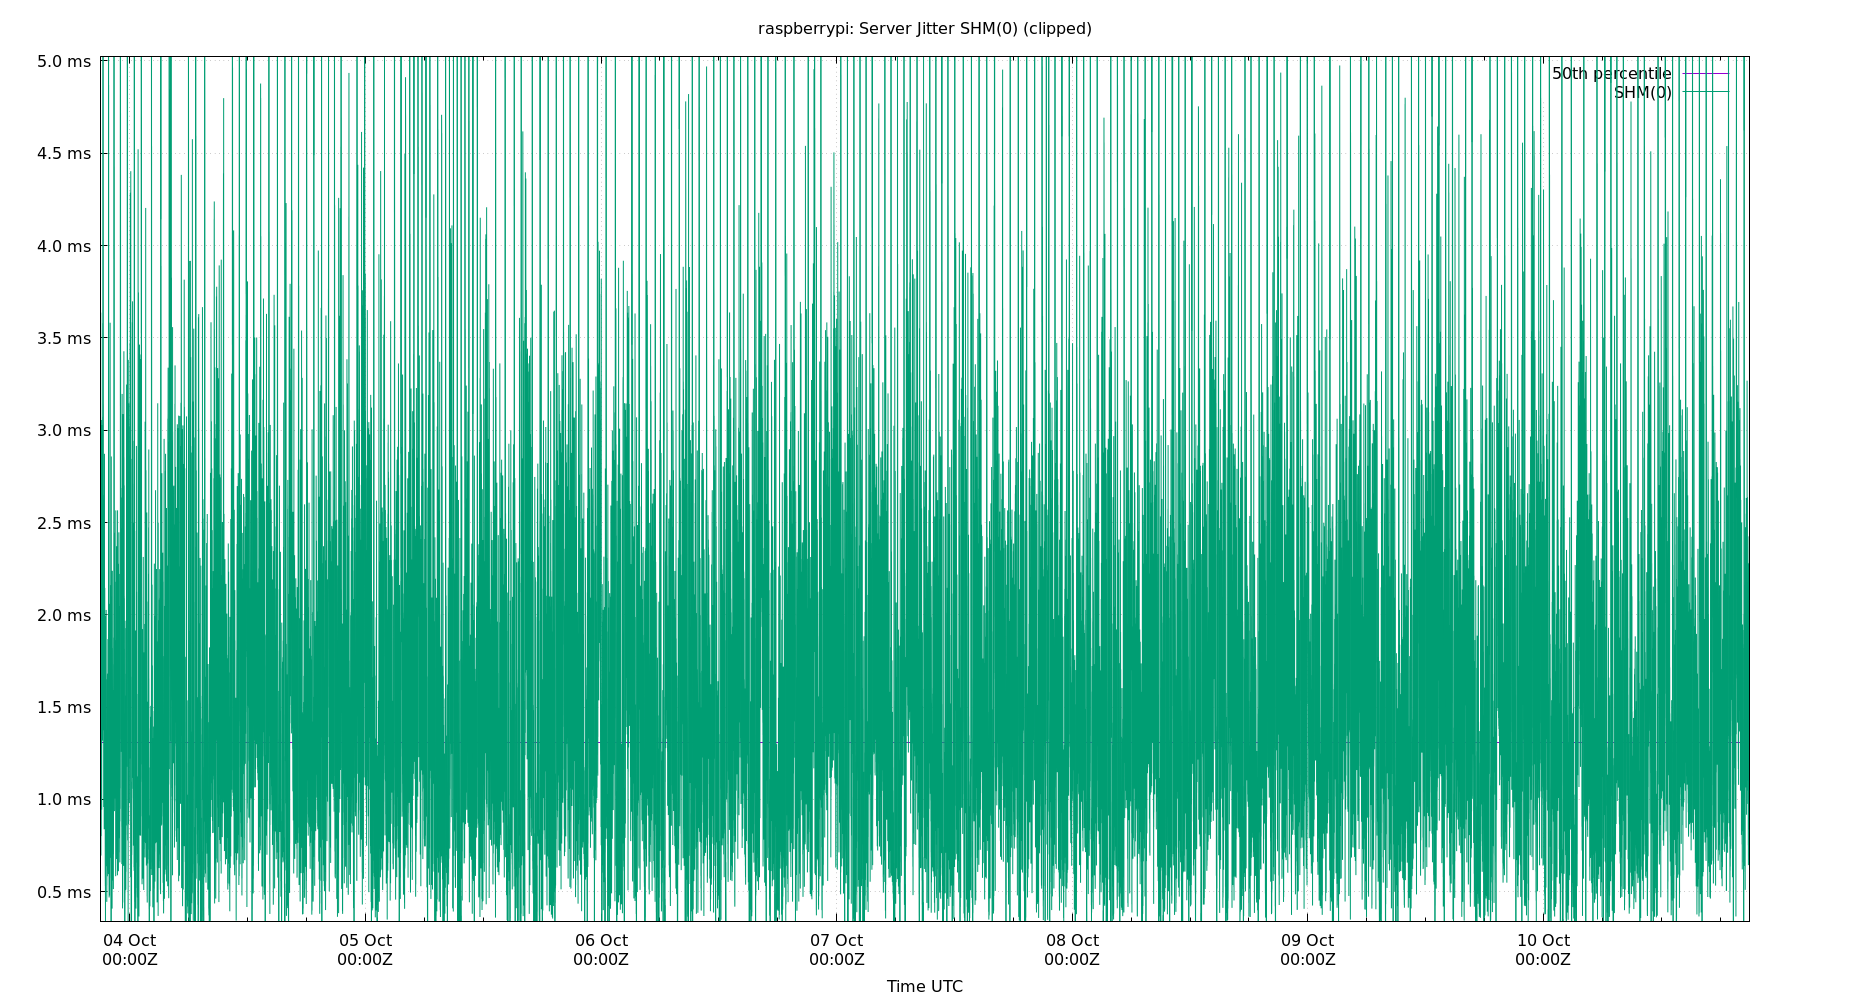 raspberrypi: Server Jitter SHM(0) (clipped)
5.0 ms
50th percentile
SHM(0)
4.5 ms
4.0 ms
3.5 ms
3.0 ms
2.5 ms
2.0 ms
1.5 ms
1.0 ms
0.5 ms
04 Oct 05 Oct 06 Oct 07 Oct 08 Oct 09 Oct 10 Oct
00:00Z 00:00Z 00:00Z 00:00Z 00:00Z 00:00Z 00:00Z
Time UTC